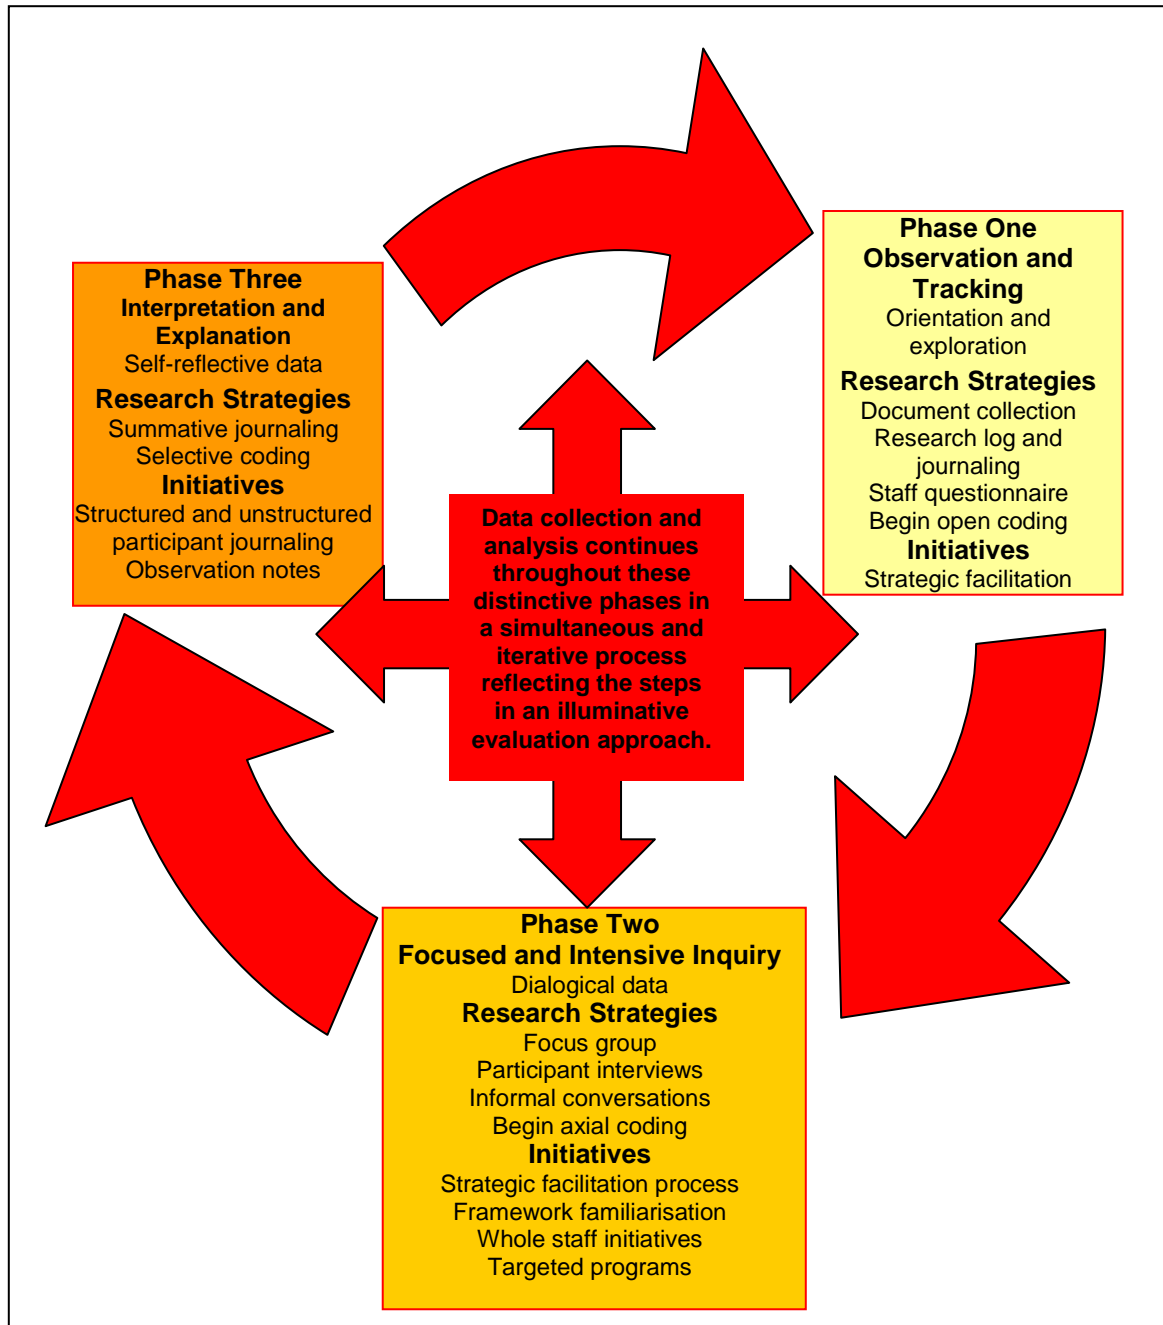 Phase One
Observation and
Tracking
Orientation and
exploration
Research Strategies
Document collection
Research log and
journaling
Staff questionnaire
Begin open coding
Initiatives
Strategic facilitation
Phase Two
Focused and Intensive Inquiry
Dialogical data
Research Strategies
Focus group
Participant interviews
Informal conversations
Begin axial coding
Initiatives
Strategic facilitation process
Framework familiarisation
Whole staff initiatives
Targeted programs
Phase Three
Interpretation and
Explanation
Self-reflective data
Research Strategies
Summative journaling
Selective coding
Initiatives
Structured and unstructured
participant journaling
Observation notes
Data collection and
analysis continues
throughout these
distinctive phases in
a simultaneous and
iterative process
reflecting the steps
in an illuminative
evaluation approach.